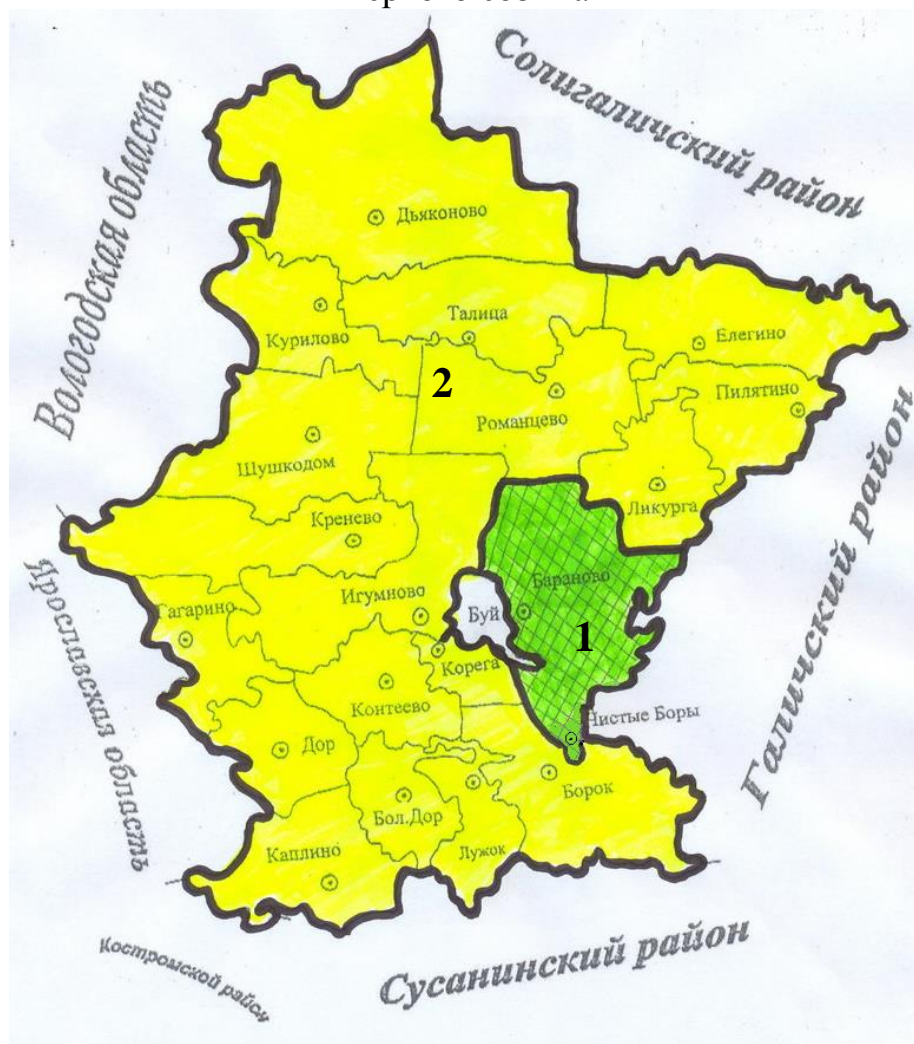 Солигаличский район
Вологодская область
Дьяконово
Талица
Курилово
Елегино
2
Пилятино
Романцево
Шушкодом
Ликурга
Кренево
Бараново
Игумново
Гагарино
Буй
1
Корега
Контеево
Чистые Боры
Дор
Борок
Бол.Дор
Лужок
Каплино
Ярославская область
Галичский район
Сусанинский район
Костромской район